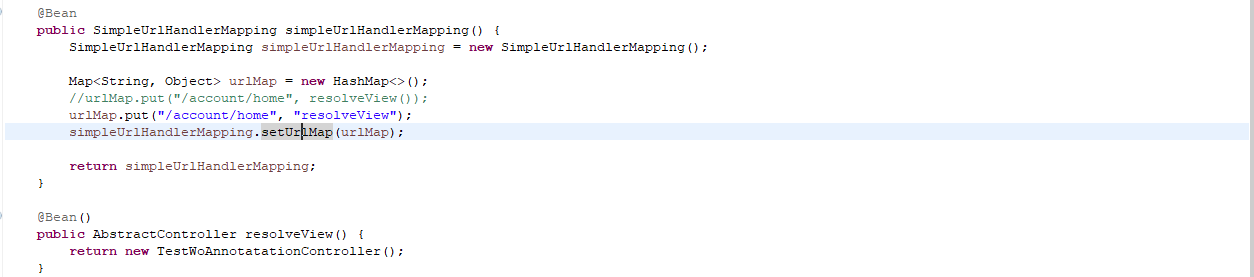 @Bean
public SimpleUrlHandlerMapping simpleUrlHandlerMapping() {
SimpleUrlHandlerMapping simpleUrlHandlerMapping = new SimpleUrlHandlerMapping();
Map<String, Object> urlMap = new HashMap<>();
//urlMap.put("/account/home", resolveView());
urlMap.put("/account/home", "resolveView");
simpleUrlHandlerMapping.setUrlMap(urlMap);
return simpleUrlHandlerMapping;
}
@Bean()
public AbstractController resolveView() {
return new TestWoAnnotatationController();
}